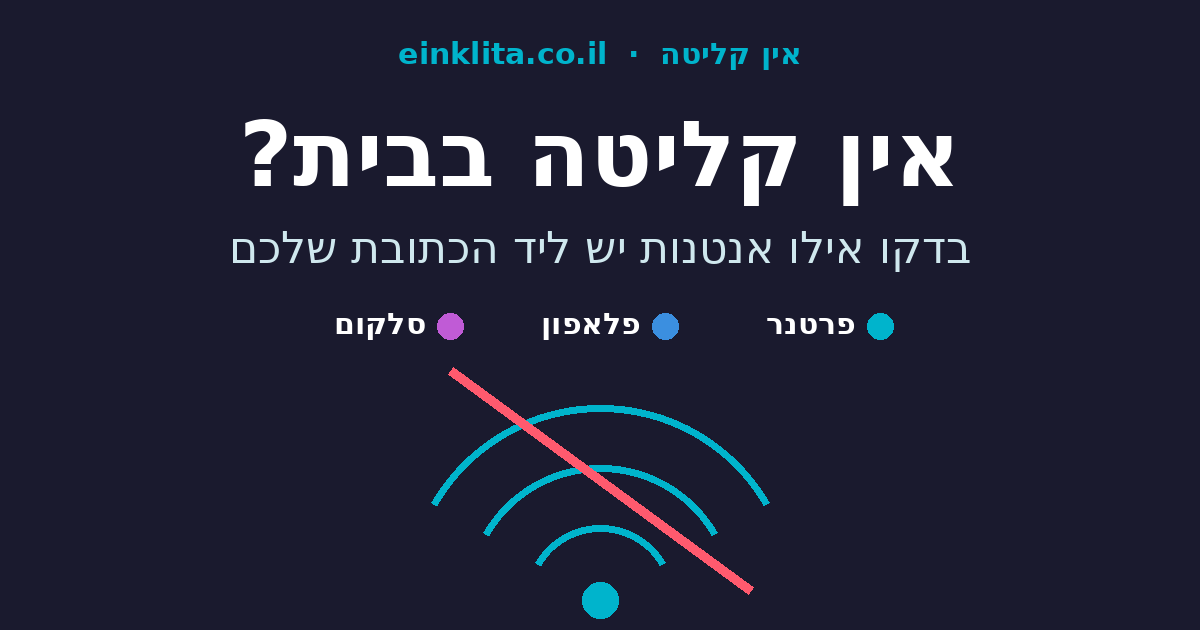 אין קליטה · einklita.co.il
אין קליטה בבית?
בדקו אילו אנטנות יש ליד הכתובת שלכם
פרטנר פלאפון סלקום